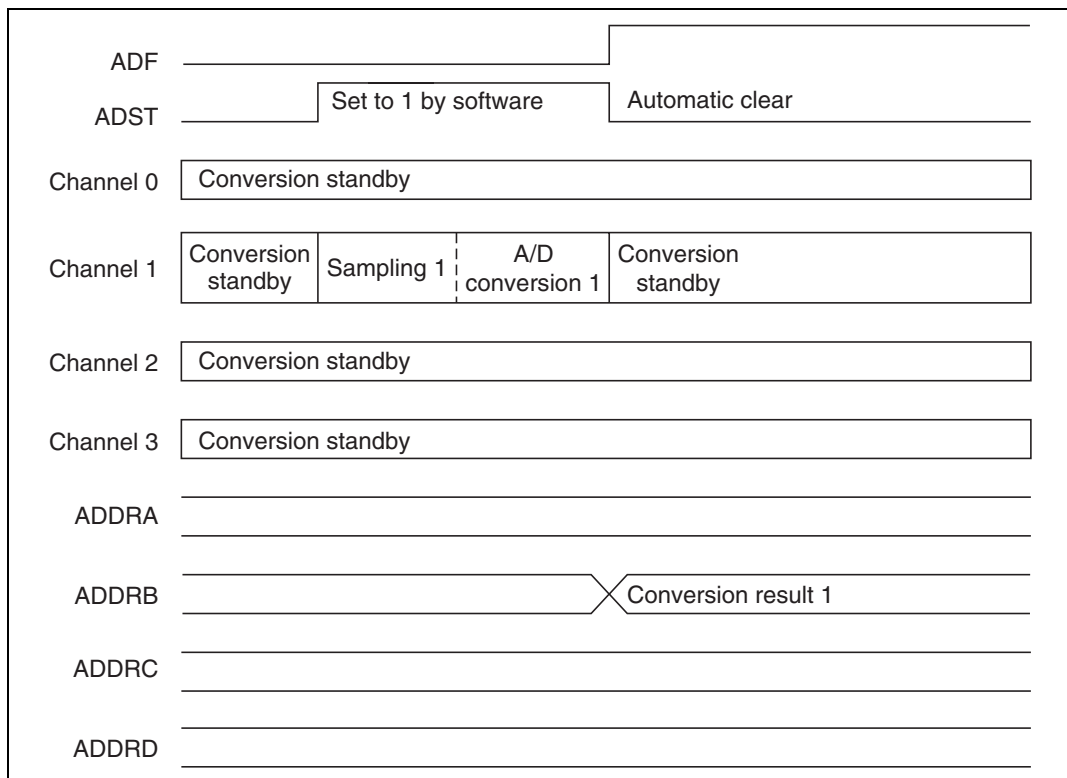 ADF
ADST
Set to 1 by software
Automatic clear
Channel 0
Conversion standby
Channel 1
Conversion
standby
Sampling 1
A/D
conversion 1
Conversion
standby
Channel 2
Conversion standby
Channel 3
Conversion standby
ADDRA
ADDRB
Conversion result 1
ADDRC
ADDRD